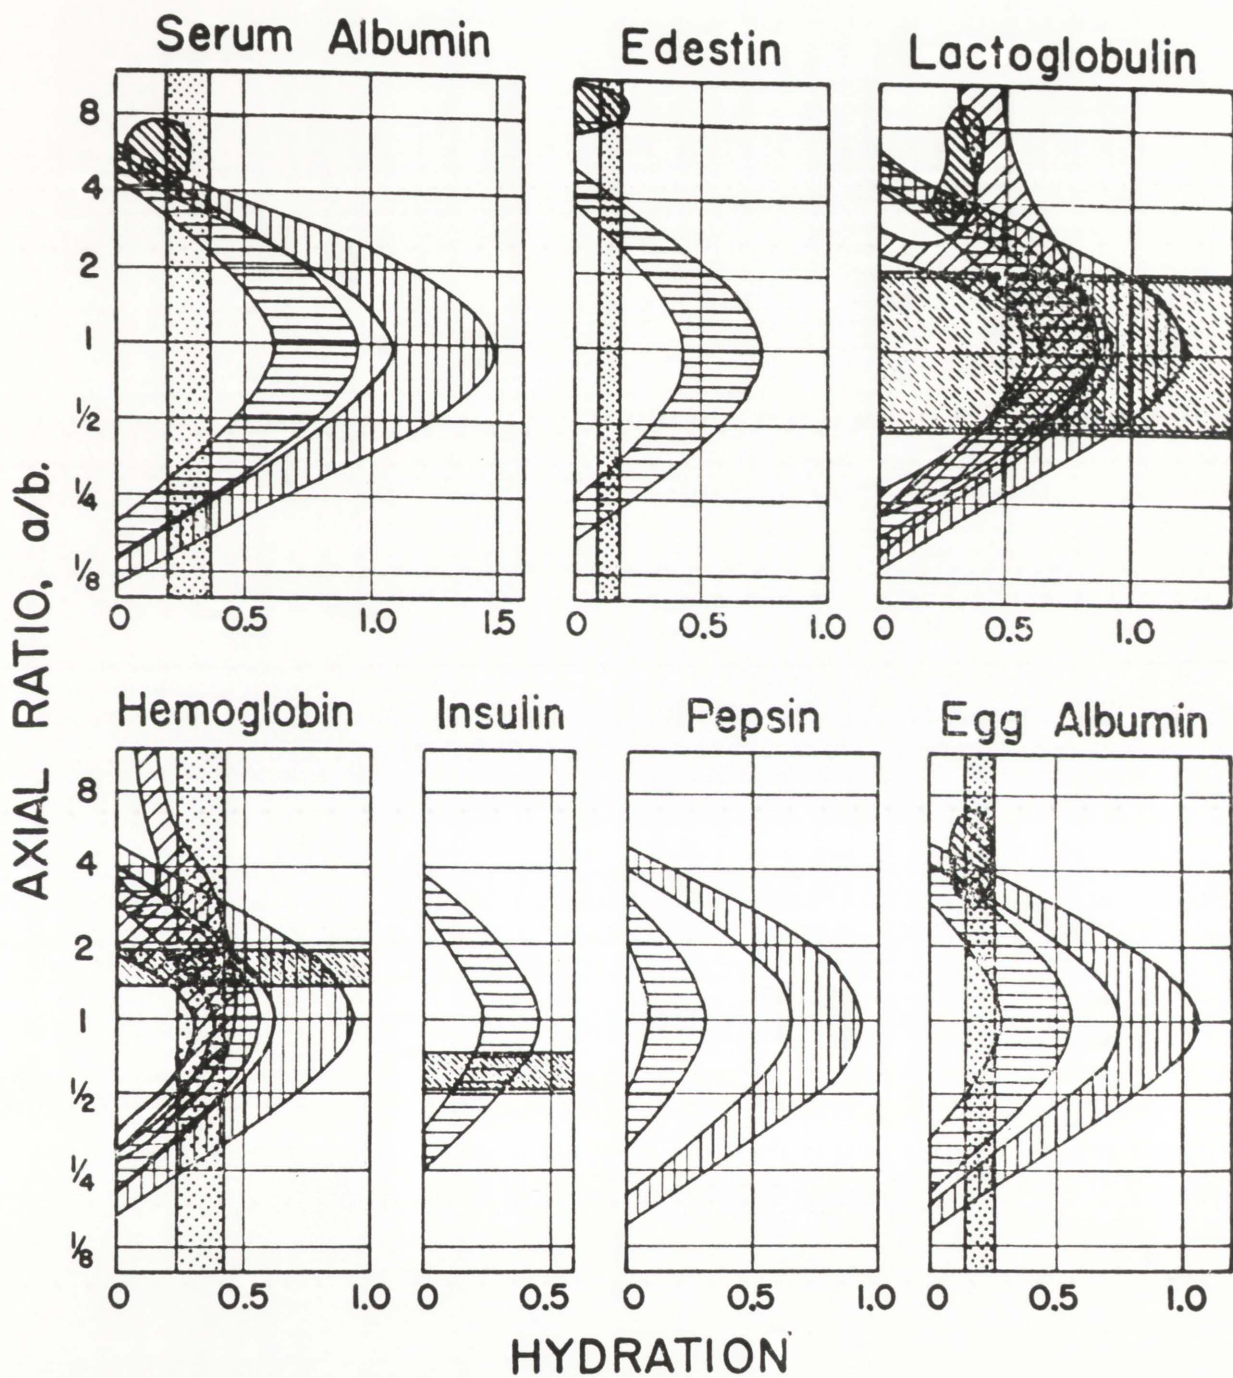 Serum Albumin
Edestin
Lactoglobulin
AXIAL RATIO, a/b.
8
4
2
1
1/2
1/4
1/8
0 0.5 1.0 1.5
0 0.5 1.0
0 0.5 1.0
Hemoglobin
Insulin
Pepsin
Egg Albumin
8
4
2
1
1/2
1/4
1/8
0 0.5 1.0
0 0.5
0 0.5 1.0
0 0.5 1.0
HYDRATION